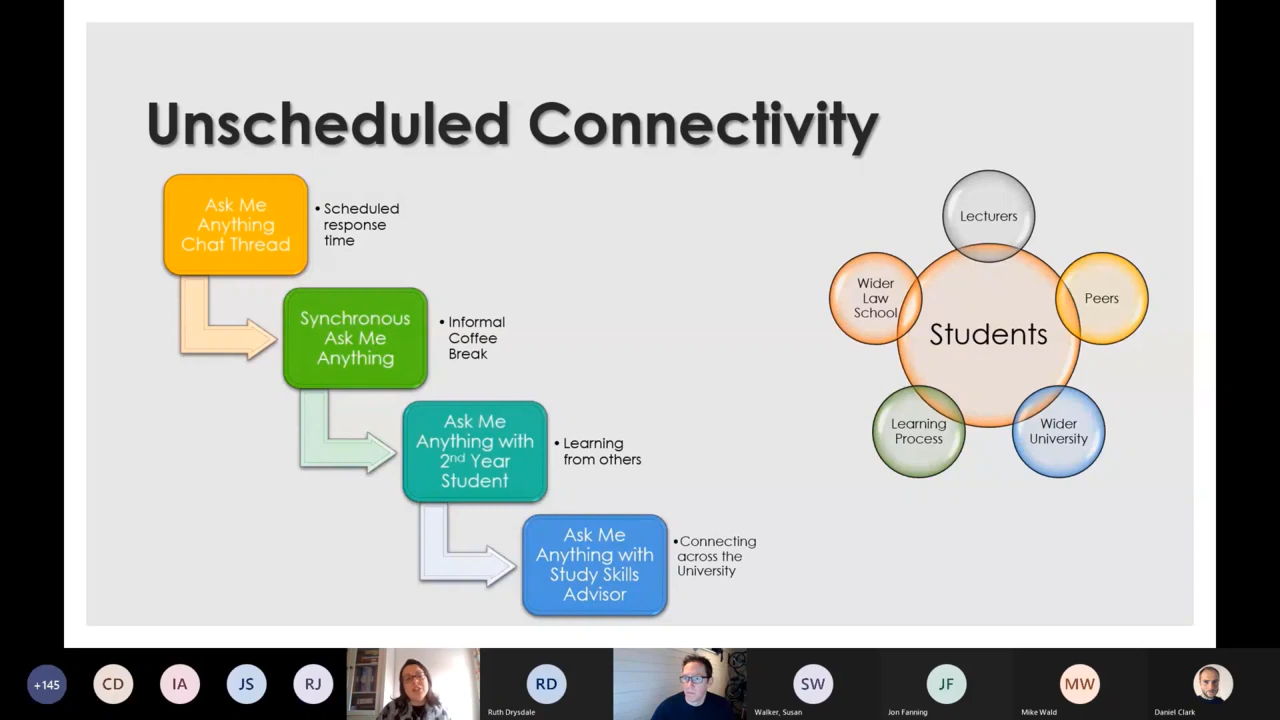 Unscheduled Connectivity
Ask Me
Anything
Chat Thread
• Scheduled
response
time
Synchronous
Ask Me
Anything
• Informal
Coffee
Break
Ask Me
Anything with
2nd Year
Student
• Learning
from others
Ask Me
Anything with
Study Skills
Advisor
•Connecting
across the
University
Lecturers
Wider
Law
School
Peers
Students
Learning
Process
Wider
University
+145
CD
IA
JS
RJ
RD
Ruth Drysdale
SW
Walker, Susan
JF
Jon Fanning
MW
Mike Wald
Daniel Clark